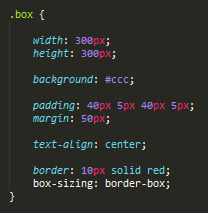 .box {
width: 300px;
height: 300px;
background: #ccc;
padding: 40px 5px 40px 5px;
margin: 50px;
text-align: center;
border: 10px solid red;
box-sizing: border-box;
}